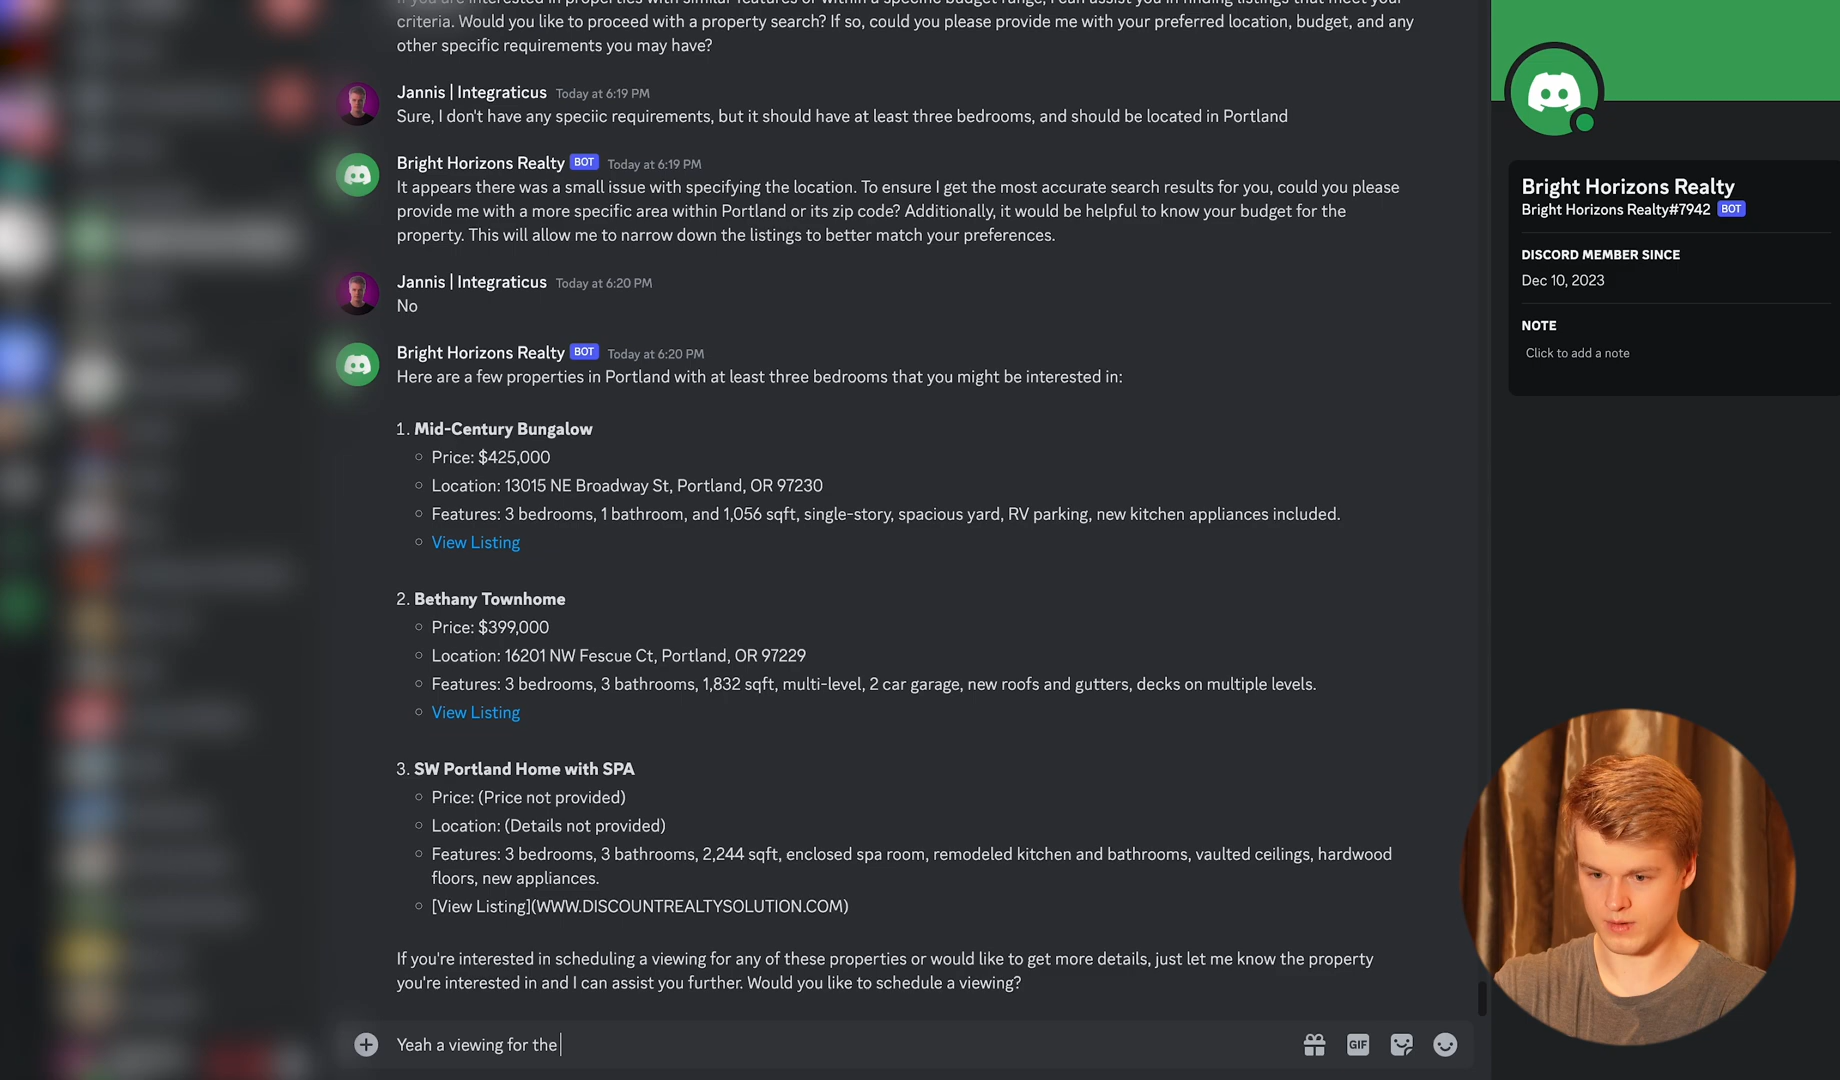 criteria. Would you like to proceed with a property search? If so, could you please provide me with your preferred location, budget, and any
other specific requirements you may have?
Jannis | Integraticus Today at 6:19 PM
Sure, I don't have any speciic requirements, but it should have at least three bedrooms, and should be located in Portland
Bright Horizons Realty BOT Today at 6:19 PM
It appears there was a small issue with specifying the location. To ensure I get the most accurate search results for you, could you please
provide me with a more specific area within Portland or its zip code? Additionally, it would be helpful to know your budget for the
property. This will allow me to narrow down the listings to better match your preferences.
Jannis | Integraticus Today at 6:20 PM
No
Bright Horizons Realty BOT Today at 6:20 PM
Here are a few properties in Portland with at least three bedrooms that you might be interested in:
1. Mid-Century Bungalow
Price: $425,000
Location: 13015 NE Broadway St, Portland, OR 97230
Features: 3 bedrooms, 1 bathroom, and 1,056 sqft, single-story, spacious yard, RV parking, new kitchen appliances included.
View Listing
2. Bethany Townhome
Price: $399,000
Location: 16201 NW Fescue Ct, Portland, OR 97229
Features: 3 bedrooms, 3 bathrooms, 1,832 sqft, multi-level, 2 car garage, new roofs and gutters, decks on multiple levels.
View Listing
3. SW Portland Home with SPA
Price: (Price not provided)
Location: (Details not provided)
Features: 3 bedrooms, 3 bathrooms, 2,244 sqft, enclosed spa room, remodeled kitchen and bathrooms, vaulted ceilings, hardwood
floors, new appliances.
[View Listing](WWW.DISCOUNTREALTYSOLUTION.COM)
If you're interested in scheduling a viewing for any of these properties or would like to get more details, just let me know the property
you're interested in and I can assist you further. Would you like to schedule a viewing?
Yeah a viewing for the
GIF
Bright Horizons Realty
Bright Horizons Realty#7942 BOT
DISCORD MEMBER SINCE
Dec 10, 2023
NOTE
Click to add a note